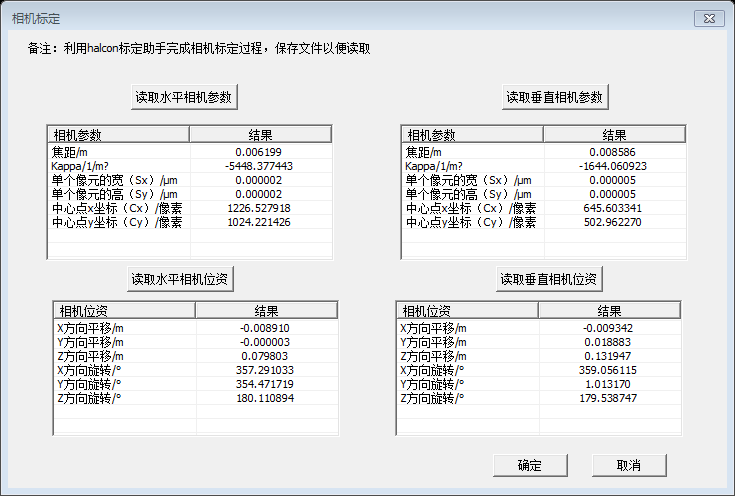 相机标定
备注：利用halcon标定助手完成相机标定过程，保存文件以便读取
读取水平相机参数
相机参数 结果
焦距/m 0.006199
Kappa/1/m? -5448.377443
单个像元的宽（Sx）/μm 0.000002
单个像元的高（Sy）/μm 0.000002
中心点x坐标（Cx）/像素 1226.527918
中心点y坐标（Cy）/像素 1024.221426
读取水平相机位资
相机位资 结果
X方向平移/m -0.008910
Y方向平移/m -0.000003
Z方向平移/m 0.079803
X方向旋转/° 357.291033
Y方向旋转/° 354.471719
Z方向旋转/° 180.110894
读取垂直相机参数
相机参数 结果
焦距/m 0.008586
Kappa/1/m? -1644.060923
单个像元的宽（Sx）/μm 0.000005
单个像元的高（Sy）/μm 0.000005
中心点x坐标（Cx）/像素 645.603341
中心点y坐标（Cy）/像素 502.962270
读取垂直相机位资
相机位资 结果
X方向平移/m -0.009342
Y方向平移/m 0.018883
Z方向平移/m 0.131947
X方向旋转/° 359.056115
Y方向旋转/° 1.013170
Z方向旋转/° 179.538747
确定
取消